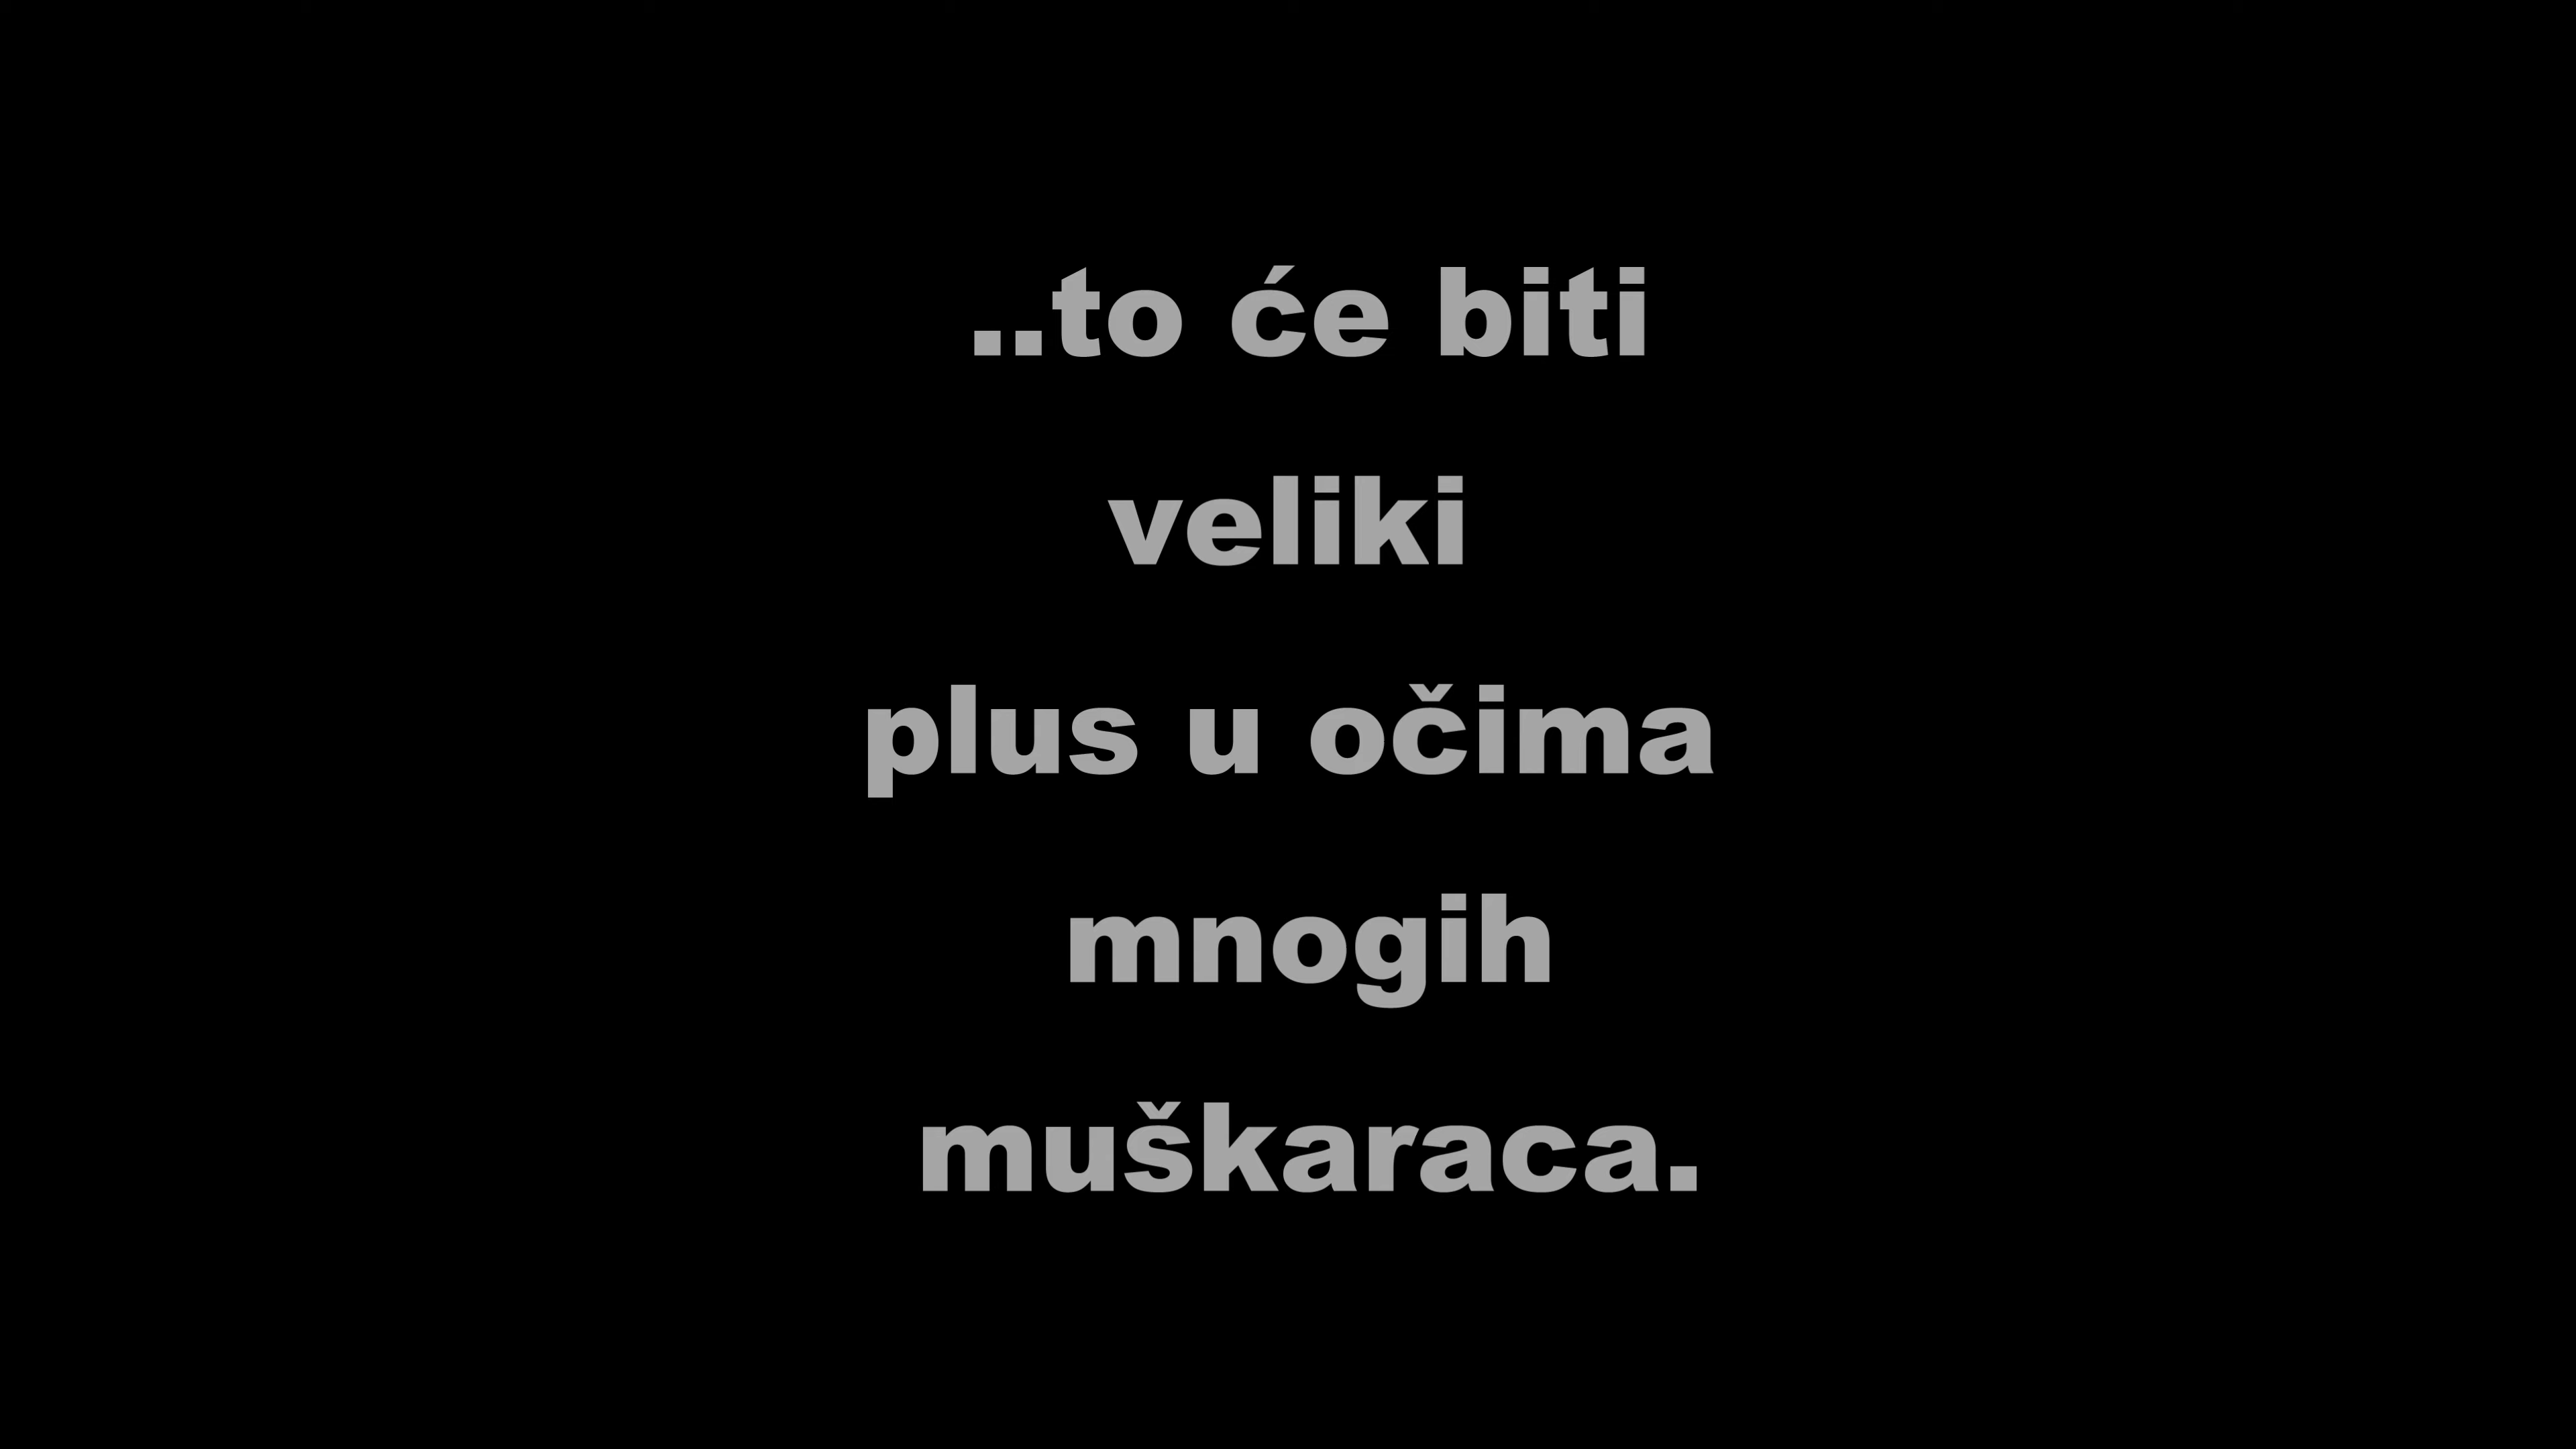 ..to će biti
veliki
plus u očima
mnogih
muškaraca.